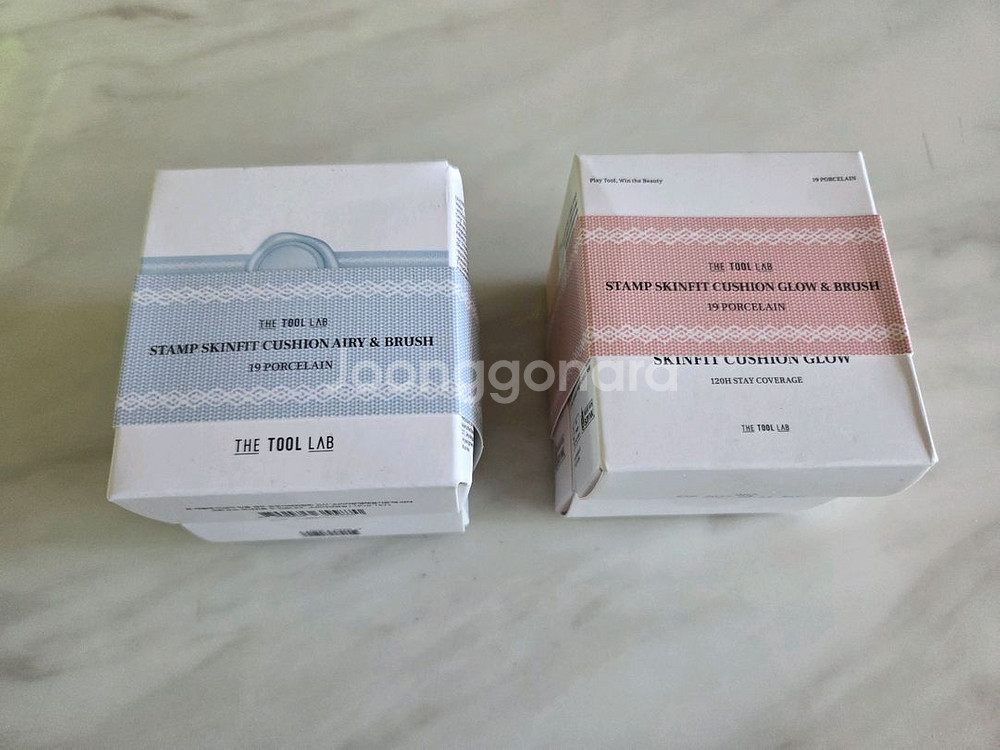 THE TOOL LAB
STAMP SKINFIT CUSHION AIRY & BRUSH
19 PORCELAIN
THE TOOL LAB
Play Tool, Win the Beauty
19 PORCELAIN
THE TOOL LAB
STAMP SKINFIT CUSHION GLOW & BRUSH
19 PORCELAIN
SKINFIT CUSHION GLOW
120H STAY COVERAGE
THE TOOL LAB
Joonggonara